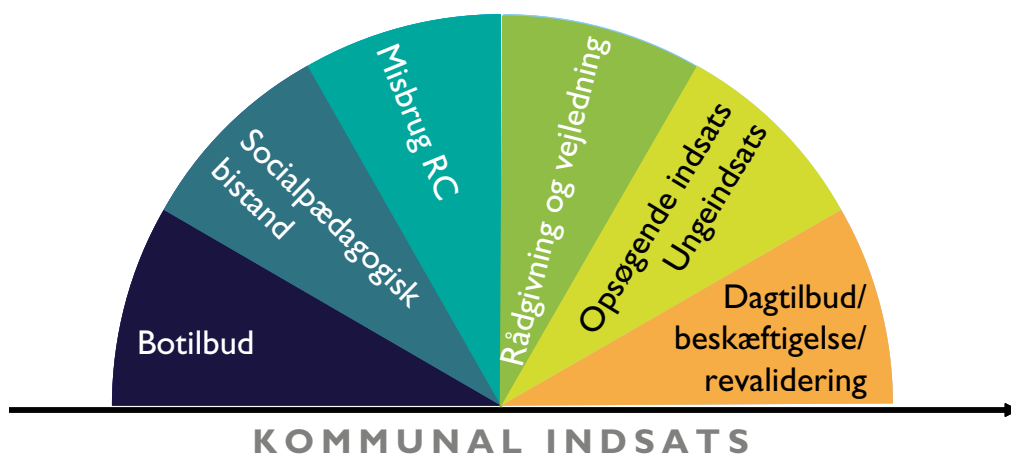 Botilbud
Socialpædagogisk
bistand
Misbrug RC
Rådgivning og vejledning
Opsøgende indsats
Ungeindsats
Dagtilbud/
beskæftigelse/
revalidering
KOMMUNAL INDSATS